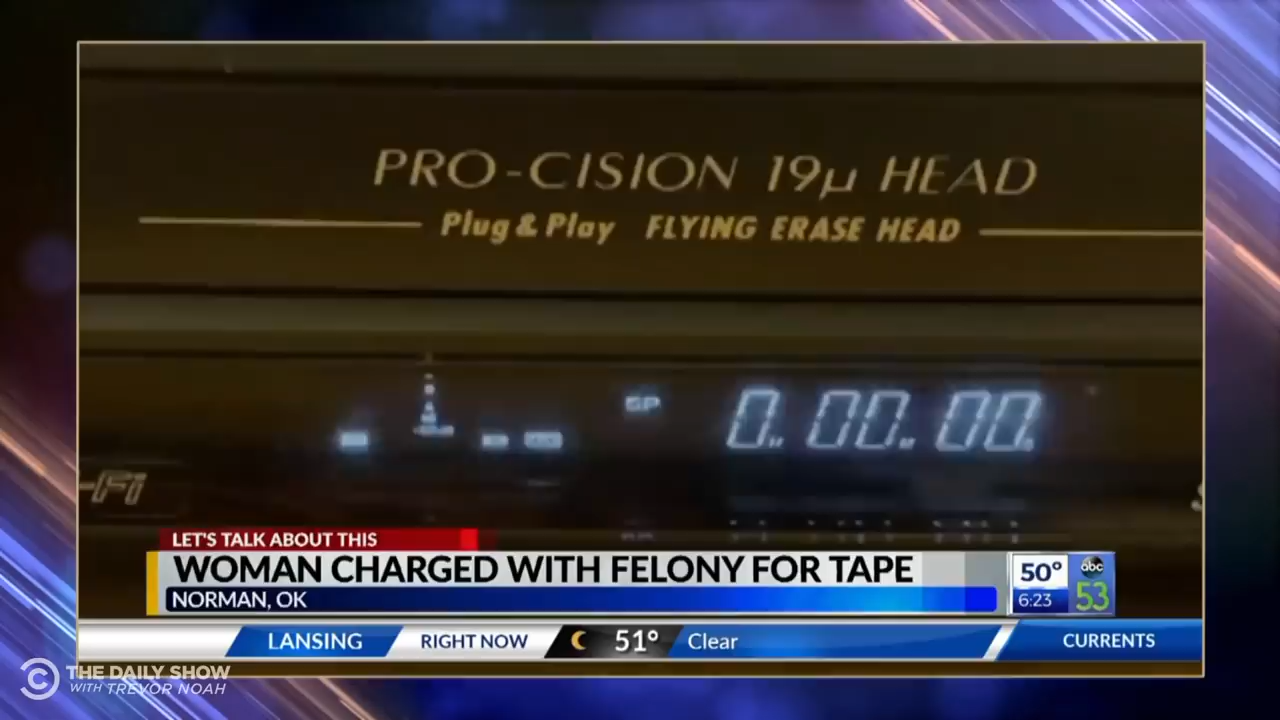 PRO-CISION 19µ HEAD
Plug & Play FLYING ERASE HEAD
SP
0.00.00
-Fi
LET'S TALK ABOUT THIS
WOMAN CHARGED WITH FELONY FOR TAPE
NORMAN, OK
50°
6:23
abc
53
LANSING
RIGHT NOW
51°
Clear
CURRENTS
THE DAILY SHOW
WITH TREVOR NOAH